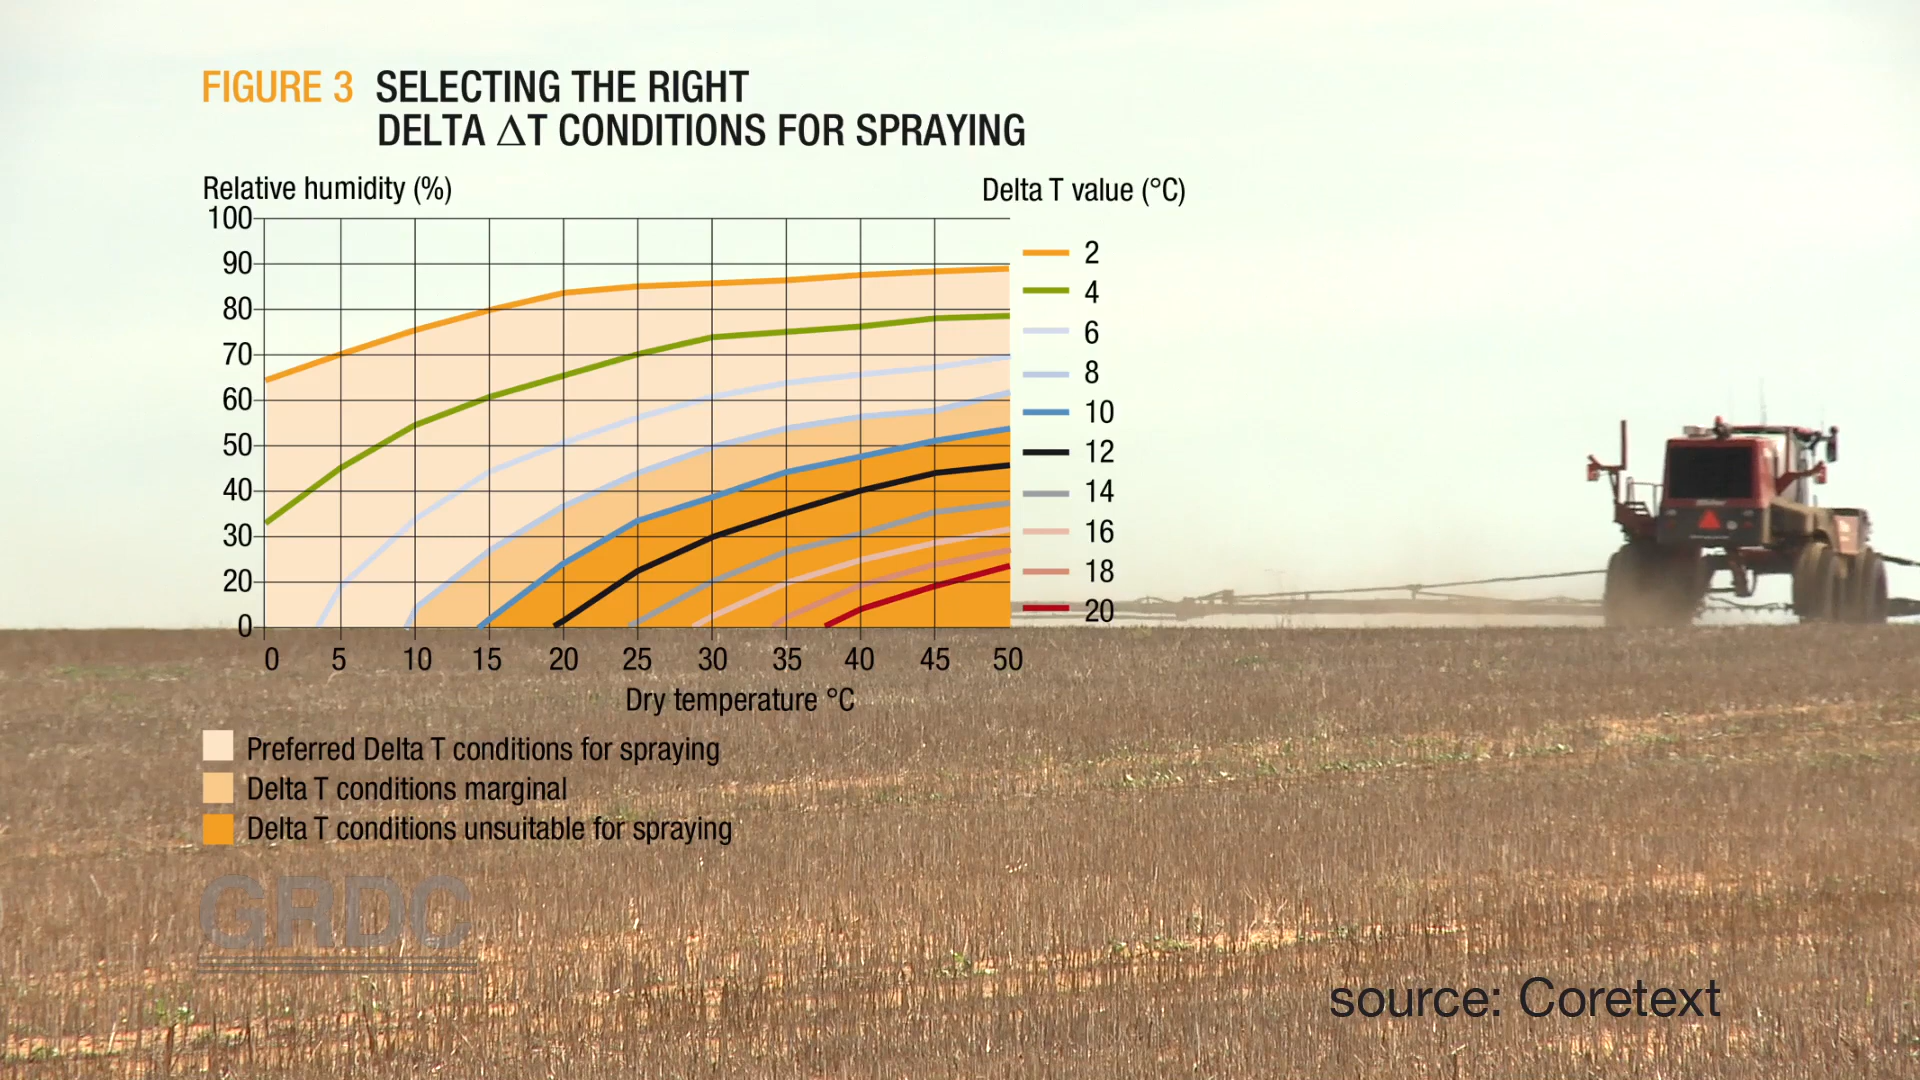 FIGURE 3 SELECTING THE RIGHT
DELTA ΔT CONDITIONS FOR SPRAYING
Relative humidity (%)
Delta T value (°C)
100
90
80
70
60
50
40
30
20
0
2
4
6
8
10
12
14
16
18
20
0 5 10 15 20 25 30 35 40 45 50
Dry temperature °C
Preferred Delta T conditions for spraying
Delta T conditions marginal
Delta T conditions unsuitable for spraying
GRDC
source: Coretext